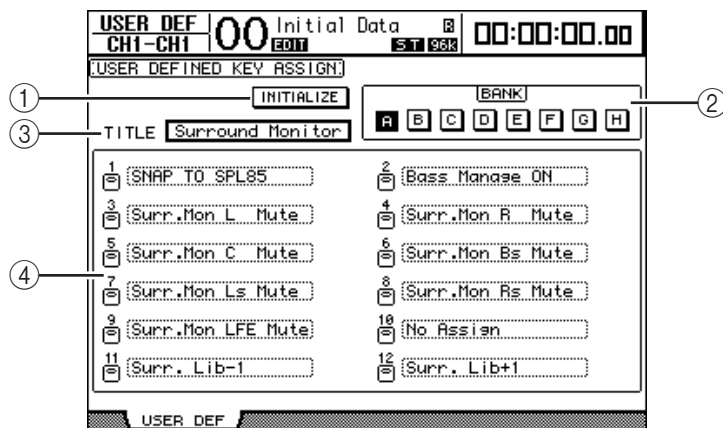 USER DEF 00 Initial Data B
CH1-CH1 EDIT ST 96K 00:00:00.00
USER DEFINED KEY ASSIGN
① INITIALIZE BANK ②
③ TITLE Surround Monitor A B C D E F G H
1 SNAP TO SPL85 2 Bass Manage ON
3 Surr.Mon L Mute 4 Surr.Mon R Mute
5 Surr.Mon C Mute 6 Surr.Mon Bs Mute
④ 7 Surr.Mon Ls Mute 8 Surr.Mon Rs Mute
9 Surr.Mon LFE Mute 10 No Assign
11 Surr. Lib-1 12 Surr. Lib+1
USER DEF